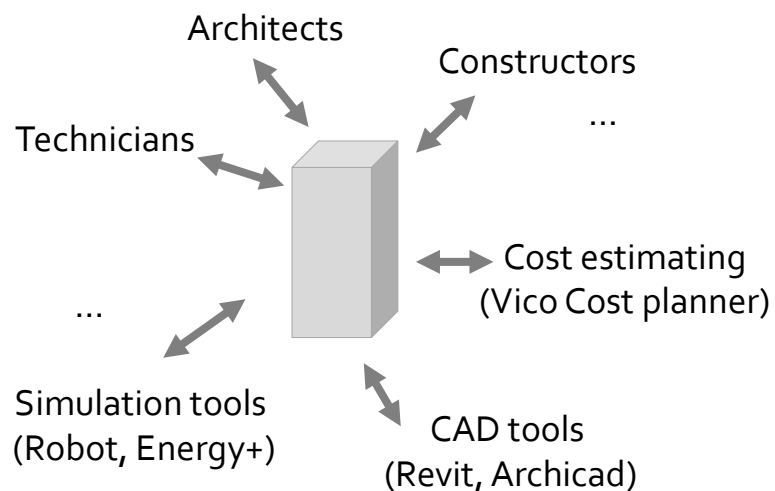 Architects
Constructors
...
Technicians
Cost estimating
(Vico Cost planner)
...
Simulation tools
(Robot, Energy+)
CAD tools
(Revit, Archicad)